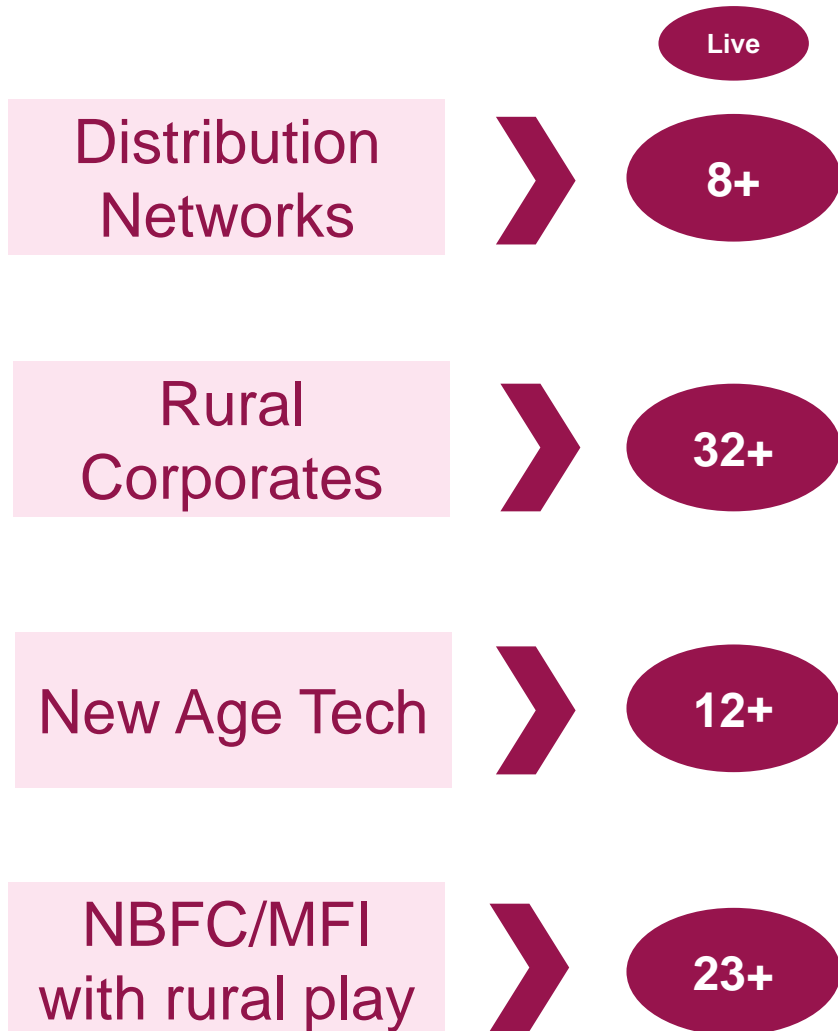 Live
Distribution
Networks
8+
Rural
Corporates
32+
New Age Tech
12+
NBFC/MFI
with rural play
23+